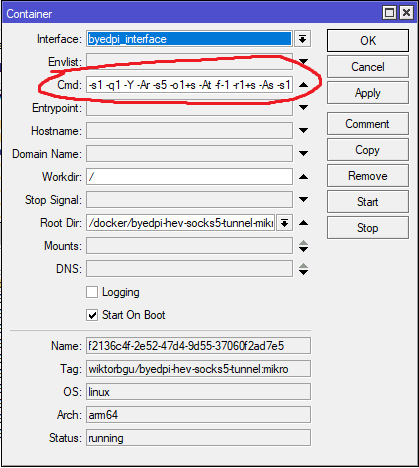 Container
Interface: byedpi_interface
OK
Envlist:
Cancel
Cmd: -s1 -q1 -Y -Ar -s5 -o1+s -At -f-1 -r1+s -As -s1
Apply
Entrypoint:
Hostname:
Comment
Domain Name:
Copy
Workdir: /
Remove
Stop Signal:
Start
Root Dir: /docker/byedpi-hev-socks5-tunnel-mikr
Stop
Mounts:
DNS:
Logging
Start On Boot
Name: f2136c4f-2e52-47d4-9d55-37060f2ad7e5
Tag: wiktorbgu/byedpi-hev-socks5-tunnel:mikro
OS: linux
Arch: arm64
Status: running